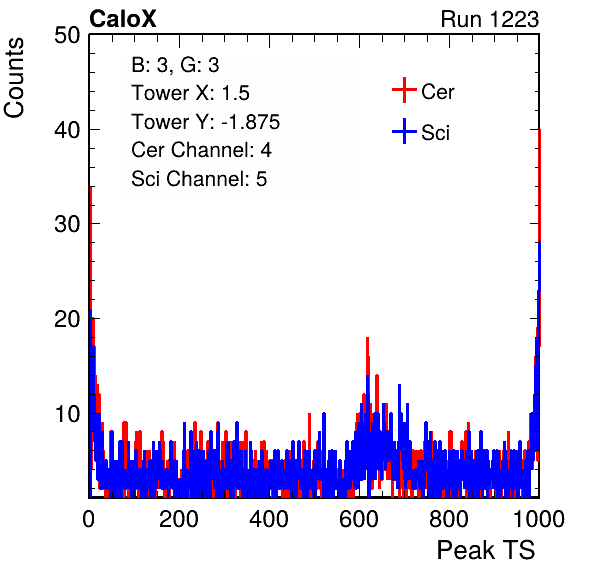 CaloX Run 1223
Counts
50
40
30
20
10
B: 3, G: 3
Tower X: 1.5
Tower Y: -1.875
Cer Channel: 4
Sci Channel: 5
Cer
Sci
0 200 400 600 800 1000
Peak TS